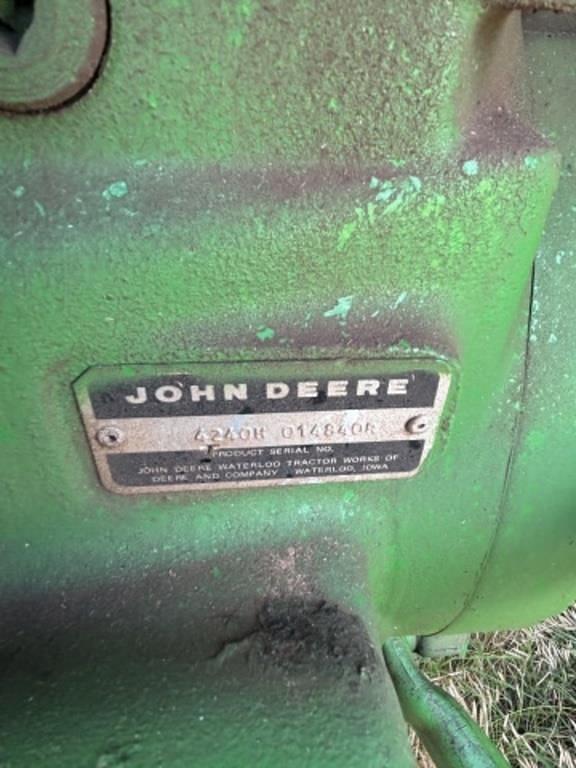 JOHN DEERE
4240H 014840R
PRODUCT SERIAL NO.
JOHN DEERE WATERLOO TRACTOR WORKS OF
DEERE AND COMPANY WATERLOO, IOWA